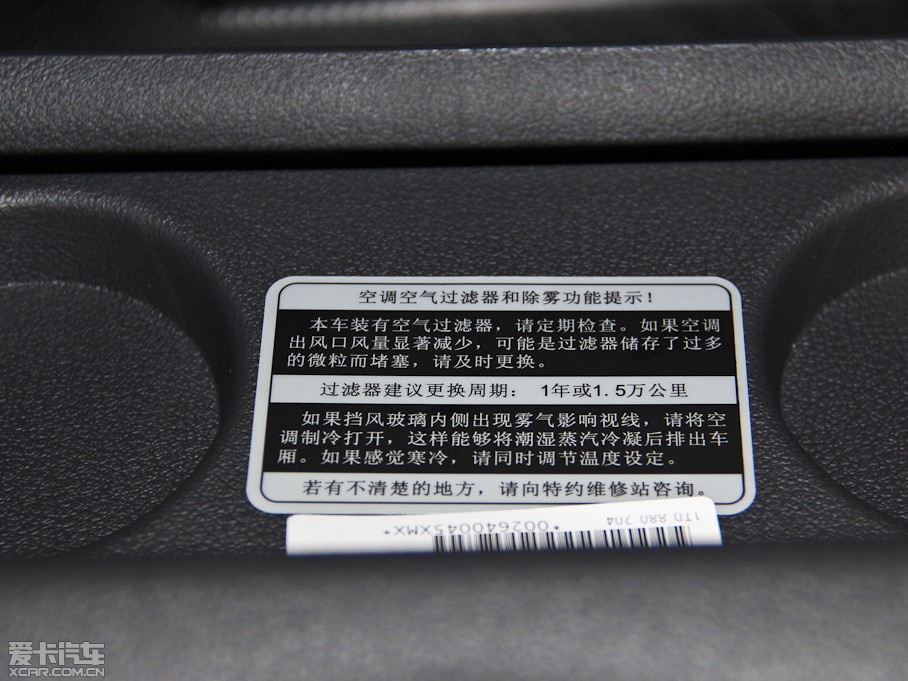 空调空气过滤器和除雾功能提示！
本车装有空气过滤器，请定期检查。如果空调
出风口风量显著减少，可能是过滤器储存了过多
的微粒而堵塞，请及时更换。
过滤器建议更换周期： 1年或1.5万公里
如果挡风玻璃内侧出现雾气影响视线，请将空
调制冷打开，这样能够将潮湿蒸汽冷凝后排出车
厢。如果感觉寒冷，请同时调节温度设定。
若有不清楚的地方，请向特约维修站咨询。
1T0 880 204
*002640045XMX*
爱卡汽车
XCAR.COM.CN